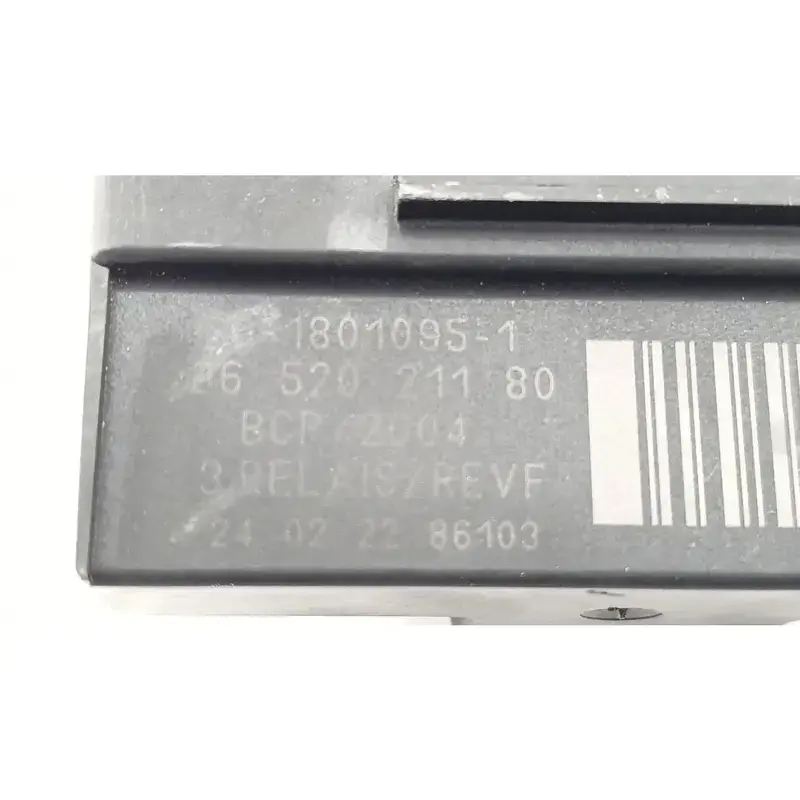 -1801095-1
96 520 211 80
BCP/2004
3 RELAIS/REVF
24 02 22 86103